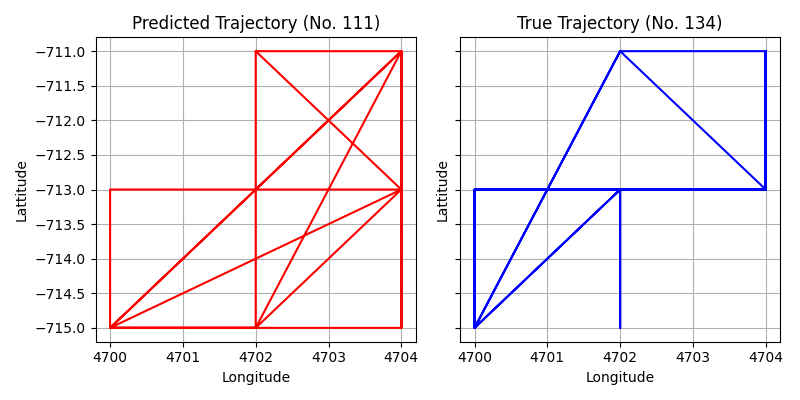 Predicted Trajectory (No. 111)
True Trajectory (No. 134)
Lattitude
−711.0
−711.5
−712.0
−712.5
−713.0
−713.5
−714.0
−714.5
−715.0
4700 4701 4702 4703 4704
Longitude
Lattitude
4700 4701 4702 4703 4704
Longitude